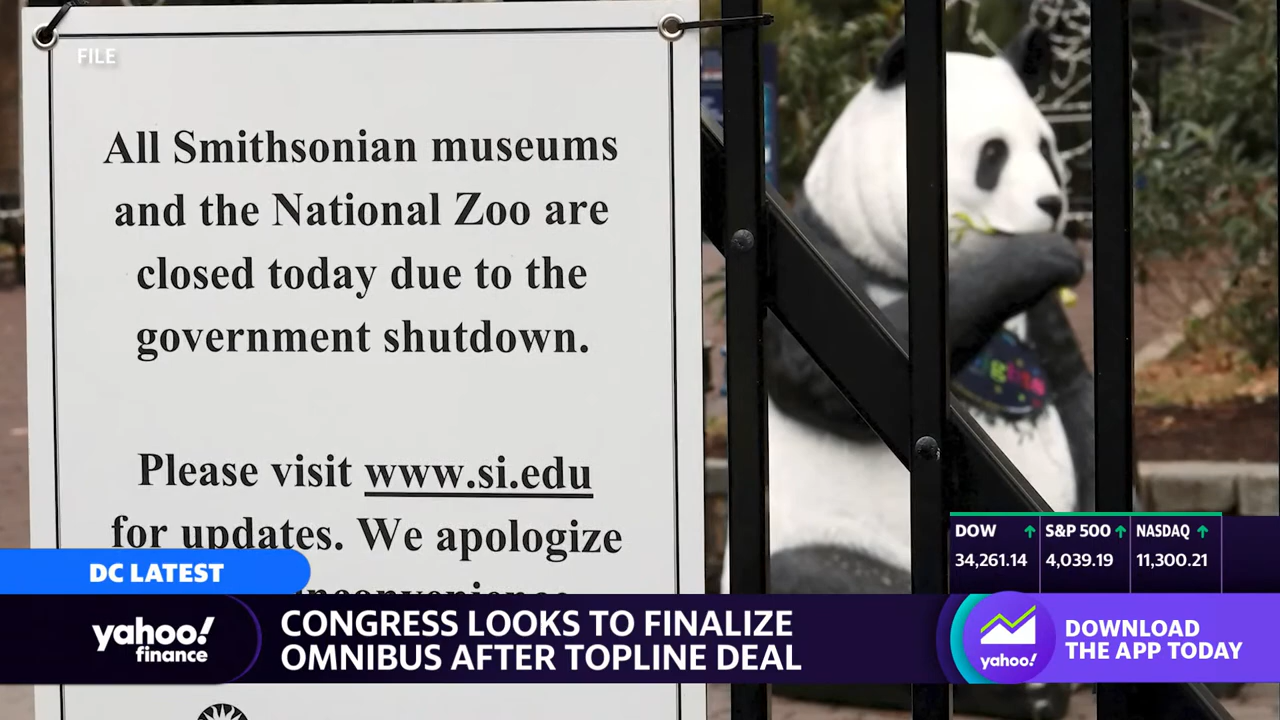 FILE
All Smithsonian museums
and the National Zoo are
closed today due to the
government shutdown.
Please visit www.si.edu
for updates. We apologize
DC LATEST
yahoo!
finance
CONGRESS LOOKS TO FINALIZE
OMNIBUS AFTER TOPLINE DEAL
DOW S&P 500 NASDAQ
34,261.14 4,039.19 11,300.21
yahoo!
DOWNLOAD
THE APP TODAY